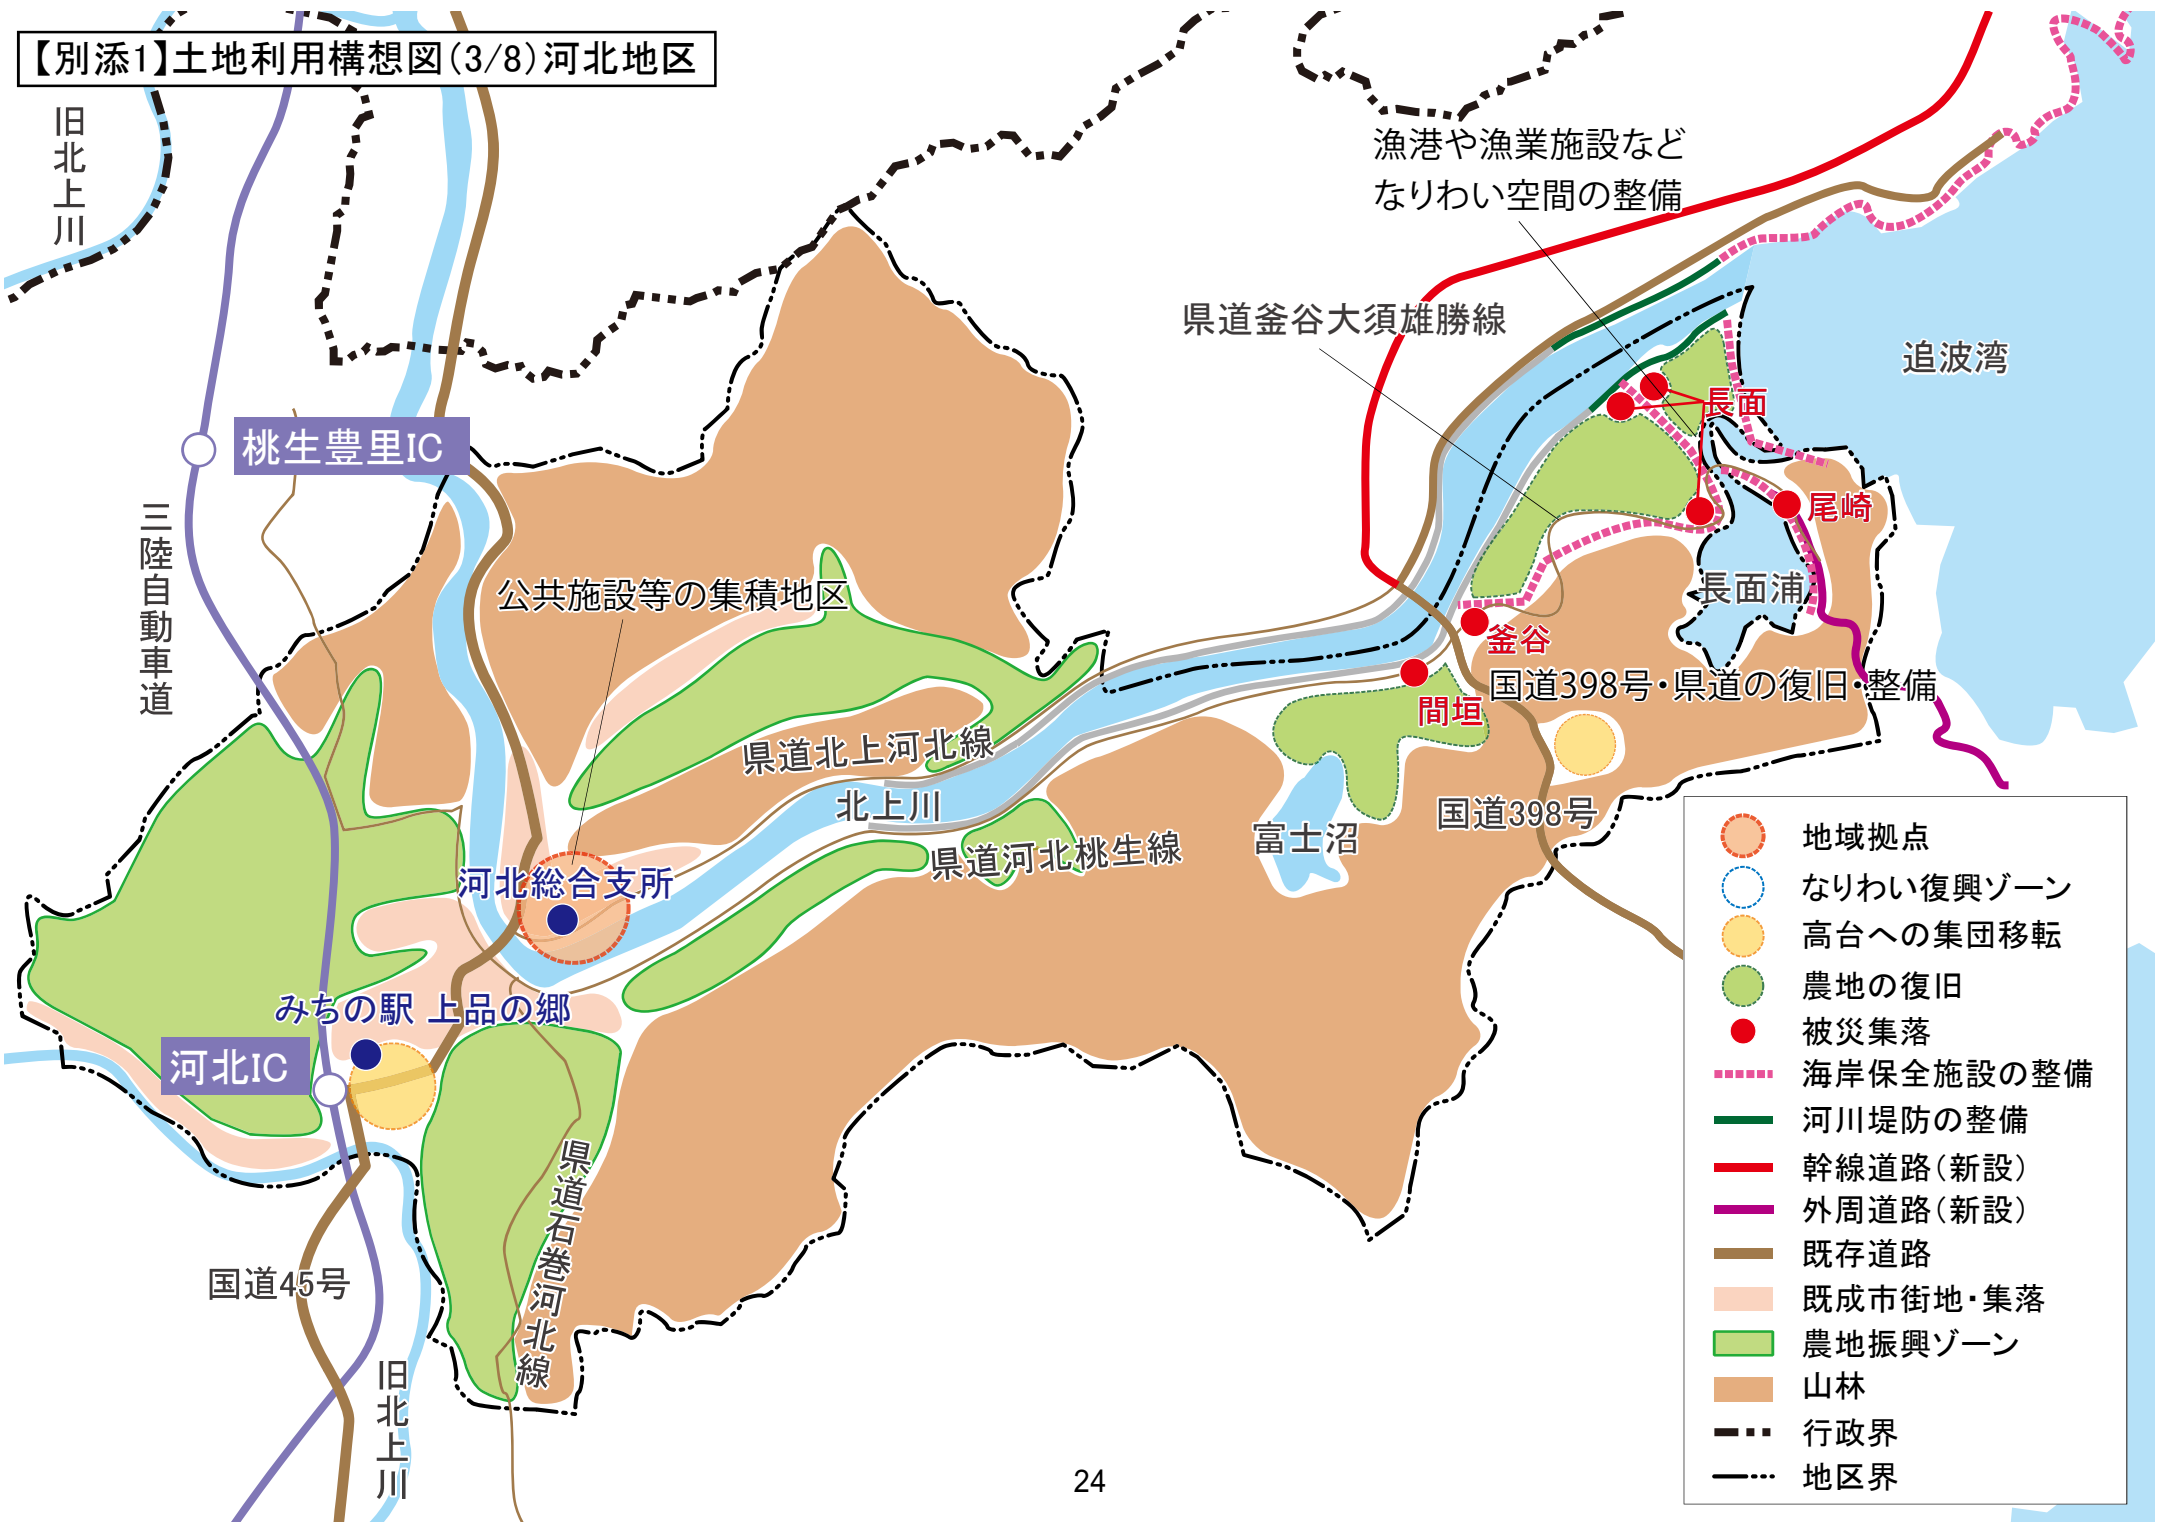 【別添1】土地利用構想図(3/8)河北地区
旧北上川
漁港や漁業施設など
なりわい空間の整備
県道釜谷大須雄勝線
追波湾
長面
桃生豊里IC
尾崎
三陸自動車道
公共施設等の集積地区
長面浦
釜谷
国道398号・県道の復旧・整備
間垣
県道北上河北線
北上川
国道398号
富士沼
県道河北桃生線
河北総合支所
みちの駅 上品の郷
河北IC
県道石巻河北線
国道45号
旧北上川
地域拠点
なりわい復興ゾーン
高台への集団移転
農地の復旧
被災集落
海岸保全施設の整備
河川堤防の整備
幹線道路(新設)
外周道路(新設)
既存道路
既成市街地・集落
農地振興ゾーン
山林
行政界
地区界
24